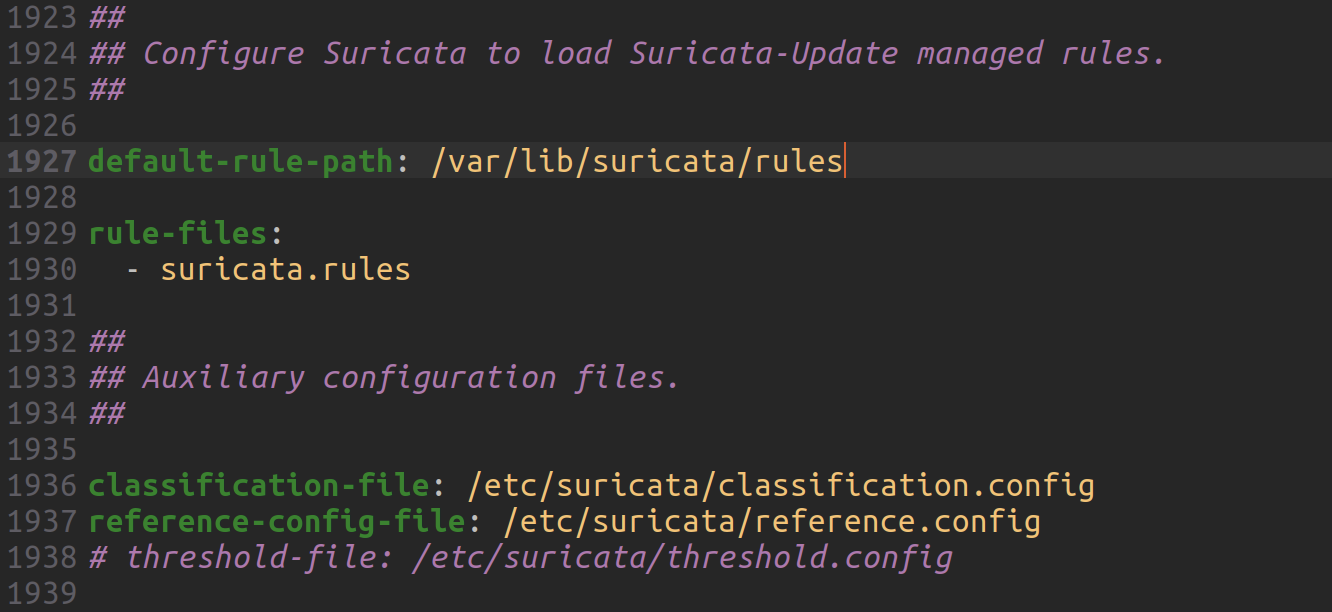 1923 ##
1924 ## Configure Suricata to load Suricata-Update managed rules.
1925 ##
1926
1927 default-rule-path: /var/lib/suricata/rules
1928
1929 rule-files:
1930   - suricata.rules
1931
1932 ##
1933 ## Auxiliary configuration files.
1934 ##
1935
1936 classification-file: /etc/suricata/classification.config
1937 reference-config-file: /etc/suricata/reference.config
1938 # threshold-file: /etc/suricata/threshold.config
1939